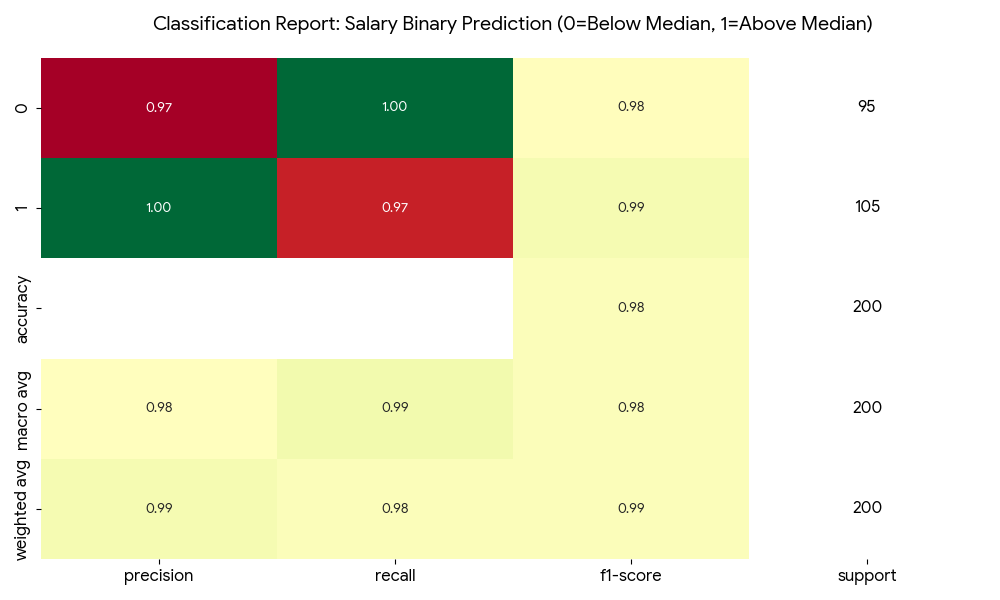 Classification Report: Salary Binary Prediction (0=Below Median, 1=Above Median)
0 0.97 1.00 0.98 95
1 1.00 0.97 0.99 105
accuracy 0.98 200
macro avg 0.98 0.99 0.98 200
weighted avg 0.99 0.98 0.99 200
precision recall f1-score support